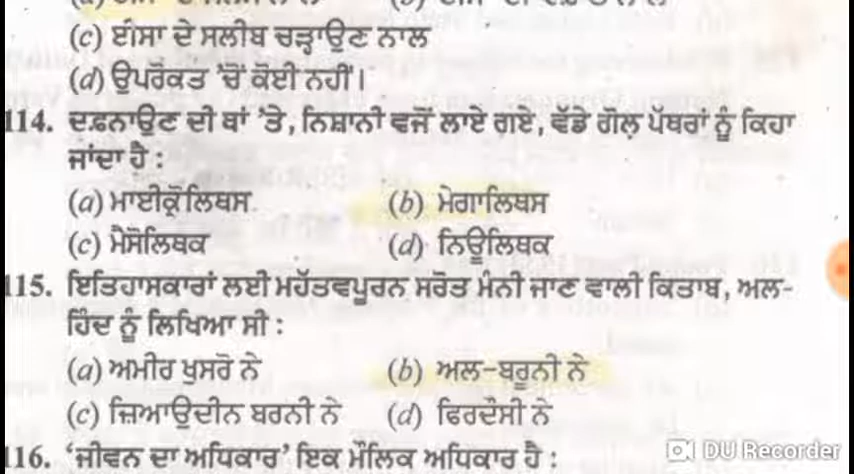 (c) ਈਸਾ ਦੇ ਸਲੀਬ ਚੜ੍ਹਾਉਣ ਨਾਲ
(d) ਉਪਰੋਕਤ 'ਚੋਂ ਕੋਈ ਨਹੀਂ।
114. ਦਫ਼ਨਾਉਣ ਦੀ ਥਾਂ 'ਤੇ, ਨਿਸ਼ਾਨੀ ਵਜੋਂ ਲਾਏ ਗਏ, ਵੱਡੇ ਗੋਲ ਪੱਥਰਾਂ ਨੂੰ ਕਿਹਾ
ਜਾਂਦਾ ਹੈ :
(a) ਮਾਈਕ੍ਰੋਲਿਥਸ (b) ਮੇਗਾਲਿਥਸ
(c) ਮੈਸੋਲਿਥਕ (d) ਨਿਊਲਿਥਕ
115. ਇਤਿਹਾਸਕਾਰਾਂ ਲਈ ਮਹੱਤਵਪੂਰਨ ਸਰੋਤ ਮੰਨੀ ਜਾਣ ਵਾਲੀ ਕਿਤਾਬ, ਅਲ-
ਹਿੰਦ ਨੂੰ ਲਿਖਿਆ ਸੀ :
(a) ਅਮੀਰ ਖੁਸਰੋ ਨੇ (b) ਅਲ-ਬਰੂਨੀ ਨੇ
(c) ਜ਼ਿਆਉਦੀਨ ਬਰਨੀ ਨੇ (d) ਫਿਰਦੌਸੀ ਨੇ
116. 'ਜੀਵਨ ਦਾ ਅਧਿਕਾਰ' ਇਕ ਮੌਲਿਕ ਅਧਿਕਾਰ ਹੈ :
DU Recorder